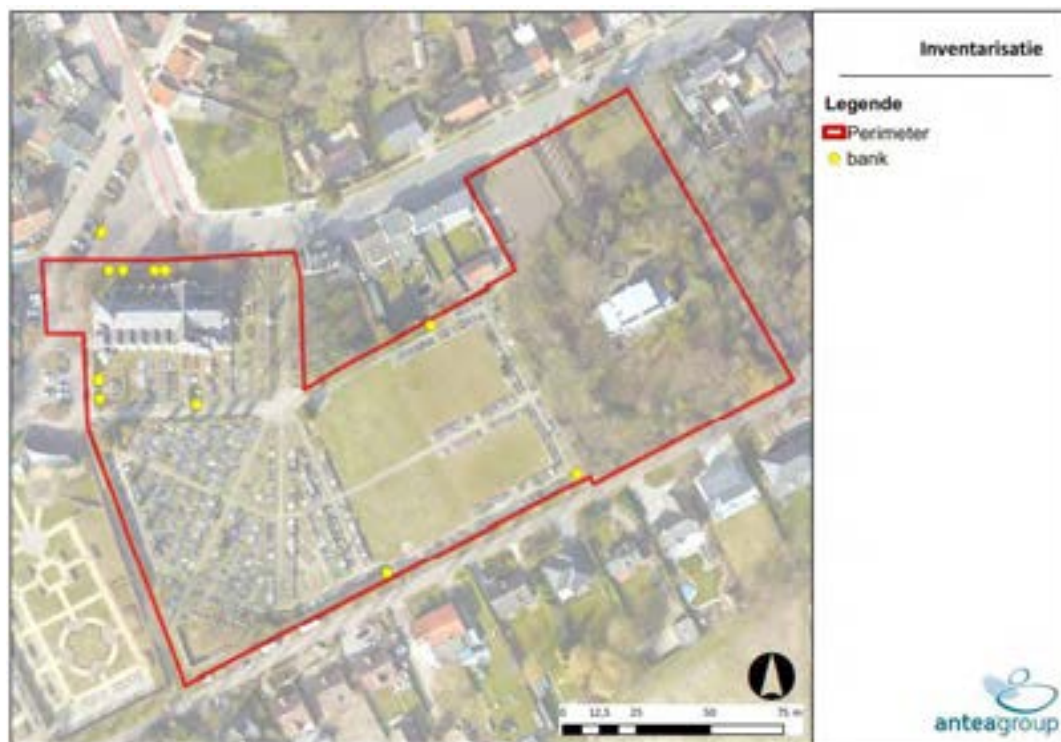 Inventarisatie
Legende
Perimeter
bank
0 12,5 25 50 75 m
anteagroup